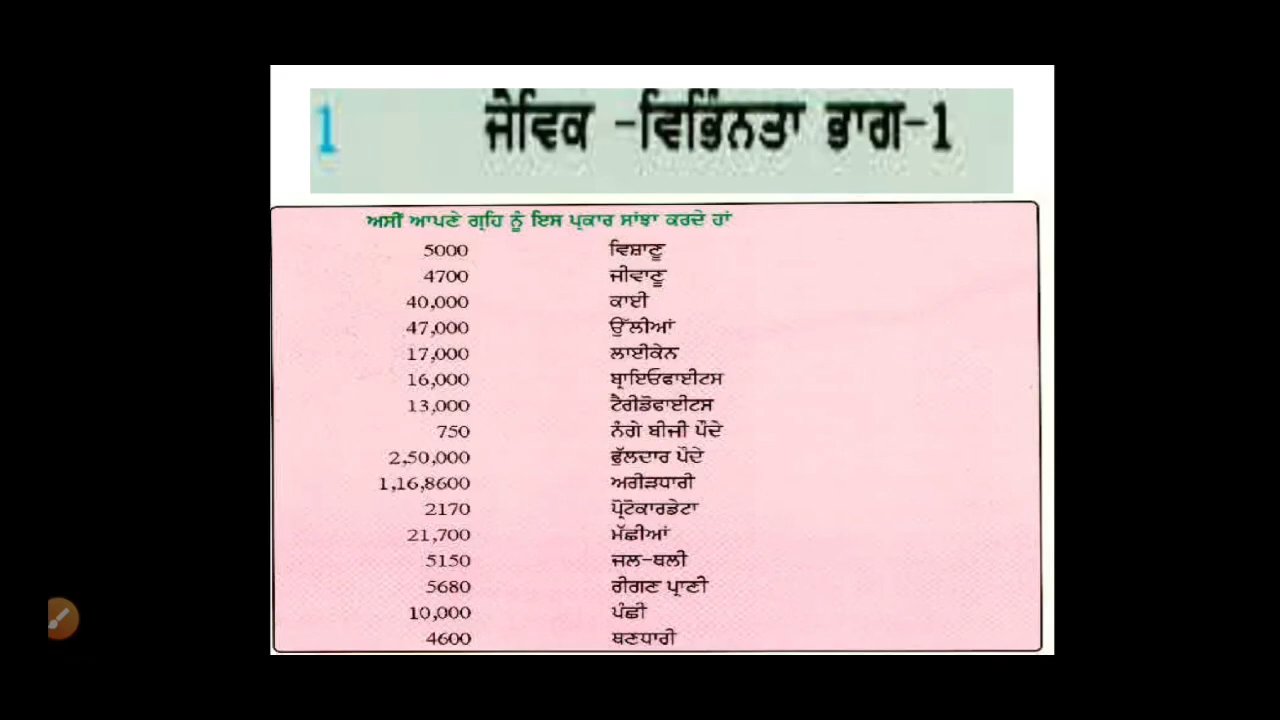 1 ਜੈਵਿਕ -ਵਿਭਿੰਨਤਾ ਭਾਗ-1
ਅਸੀਂ ਆਪਣੇ ਗ੍ਰਹਿ ਨੂੰ ਇਸ ਪ੍ਰਕਾਰ ਸਾਂਝਾ ਕਰਦੇ ਹਾਂ
5000 ਵਿਸ਼ਾਣੂ
4700 ਜੀਵਾਣੂ
40,000 ਕਾਈ
47,000 ਉੱਲੀਆਂ
17,000 ਲਾਈਕੇਨ
16,000 ਬ੍ਰਾਇਓਫਾਈਟਸ
13,000 ਟੈਰੀਡੋਫਾਈਟਸ
750 ਨੰਗੇ ਬੀਜੀ ਪੌਦੇ
2,50,000 ਫੁੱਲਦਾਰ ਪੌਦੇ
1,16,8600 ਅਰੀੜਧਾਰੀ
2170 ਪ੍ਰੋਟੋਕਾਰਡੇਟਾ
21,700 ਮੱਛੀਆਂ
5150 ਜਲ-ਥਲੀ
5680 ਰੀਗਣ ਪ੍ਰਾਣੀ
10,000 ਪੰਛੀ
4600 ਥਣਧਾਰੀ